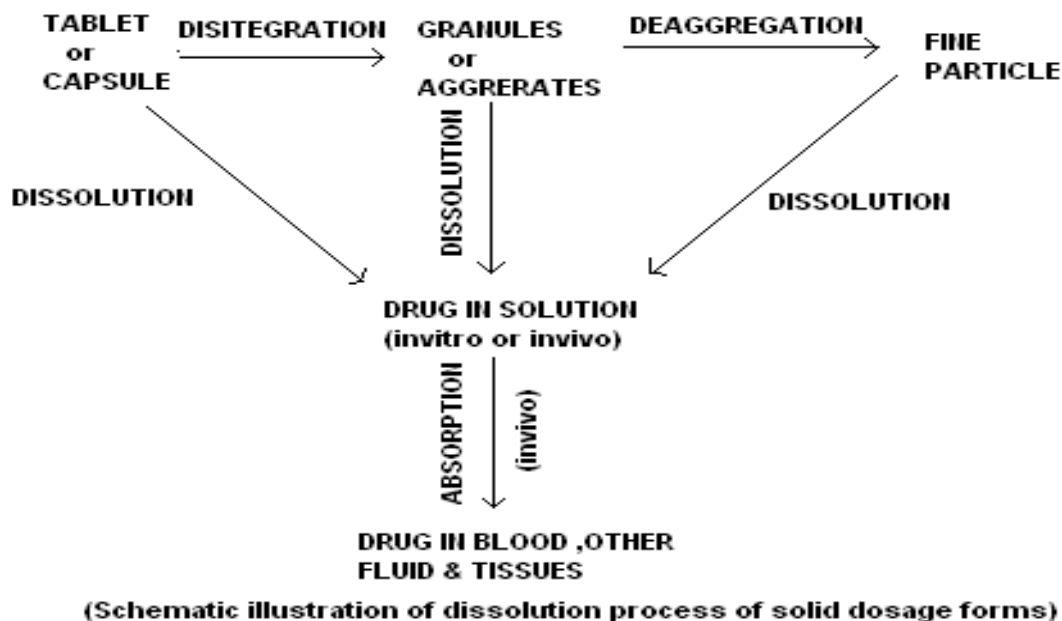 TABLET
or
CAPSULE
DISITEGRATION
GRANULES
or
AGGRERATES
DEAGGREGATION
FINE
PARTICLE
DISSOLUTION
DISSOLUTION
DISSOLUTION
DRUG IN SOLUTION
(invitro or invivo)
ABSORPTION
(invivo)
DRUG IN BLOOD ,OTHER
FLUID & TISSUES
(Schematic illustration of dissolution process of solid dosage forms)